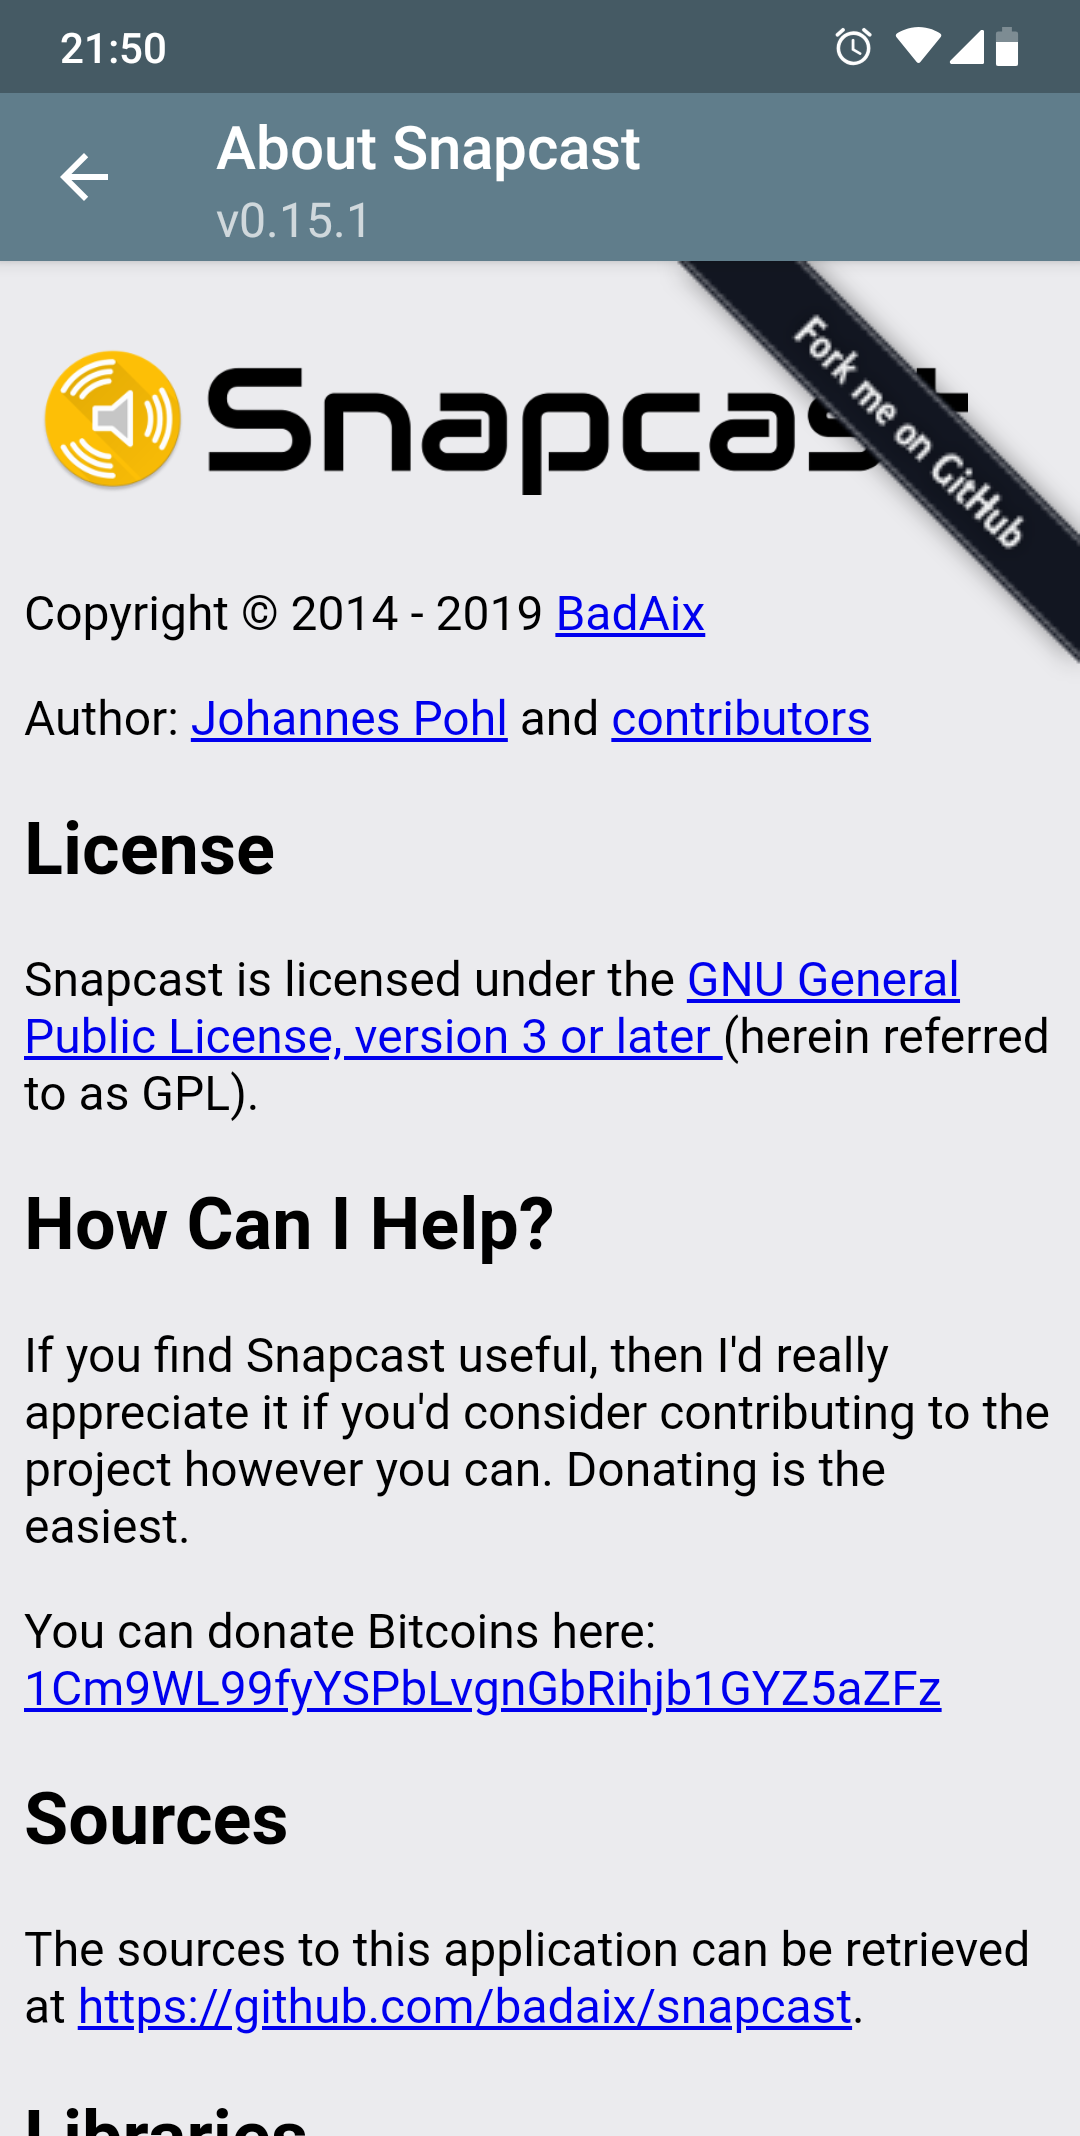 21:50
About Snapcast
v0.15.1
Snapcast
Fork me on GitHub
Copyright © 2014 - 2019 BadAix
Author: Johannes Pohl and contributors
License
Snapcast is licensed under the GNU General
Public License, version 3 or later (herein referred
to as GPL).
How Can I Help?
If you find Snapcast useful, then I'd really
appreciate it if you'd consider contributing to the
project however you can. Donating is the
easiest.
You can donate Bitcoins here:
1Cm9WL99fyYSPbLvgnGbRihjb1GYZ5aZFz
Sources
The sources to this application can be retrieved
at https://github.com/badaix/snapcast.
Libraries